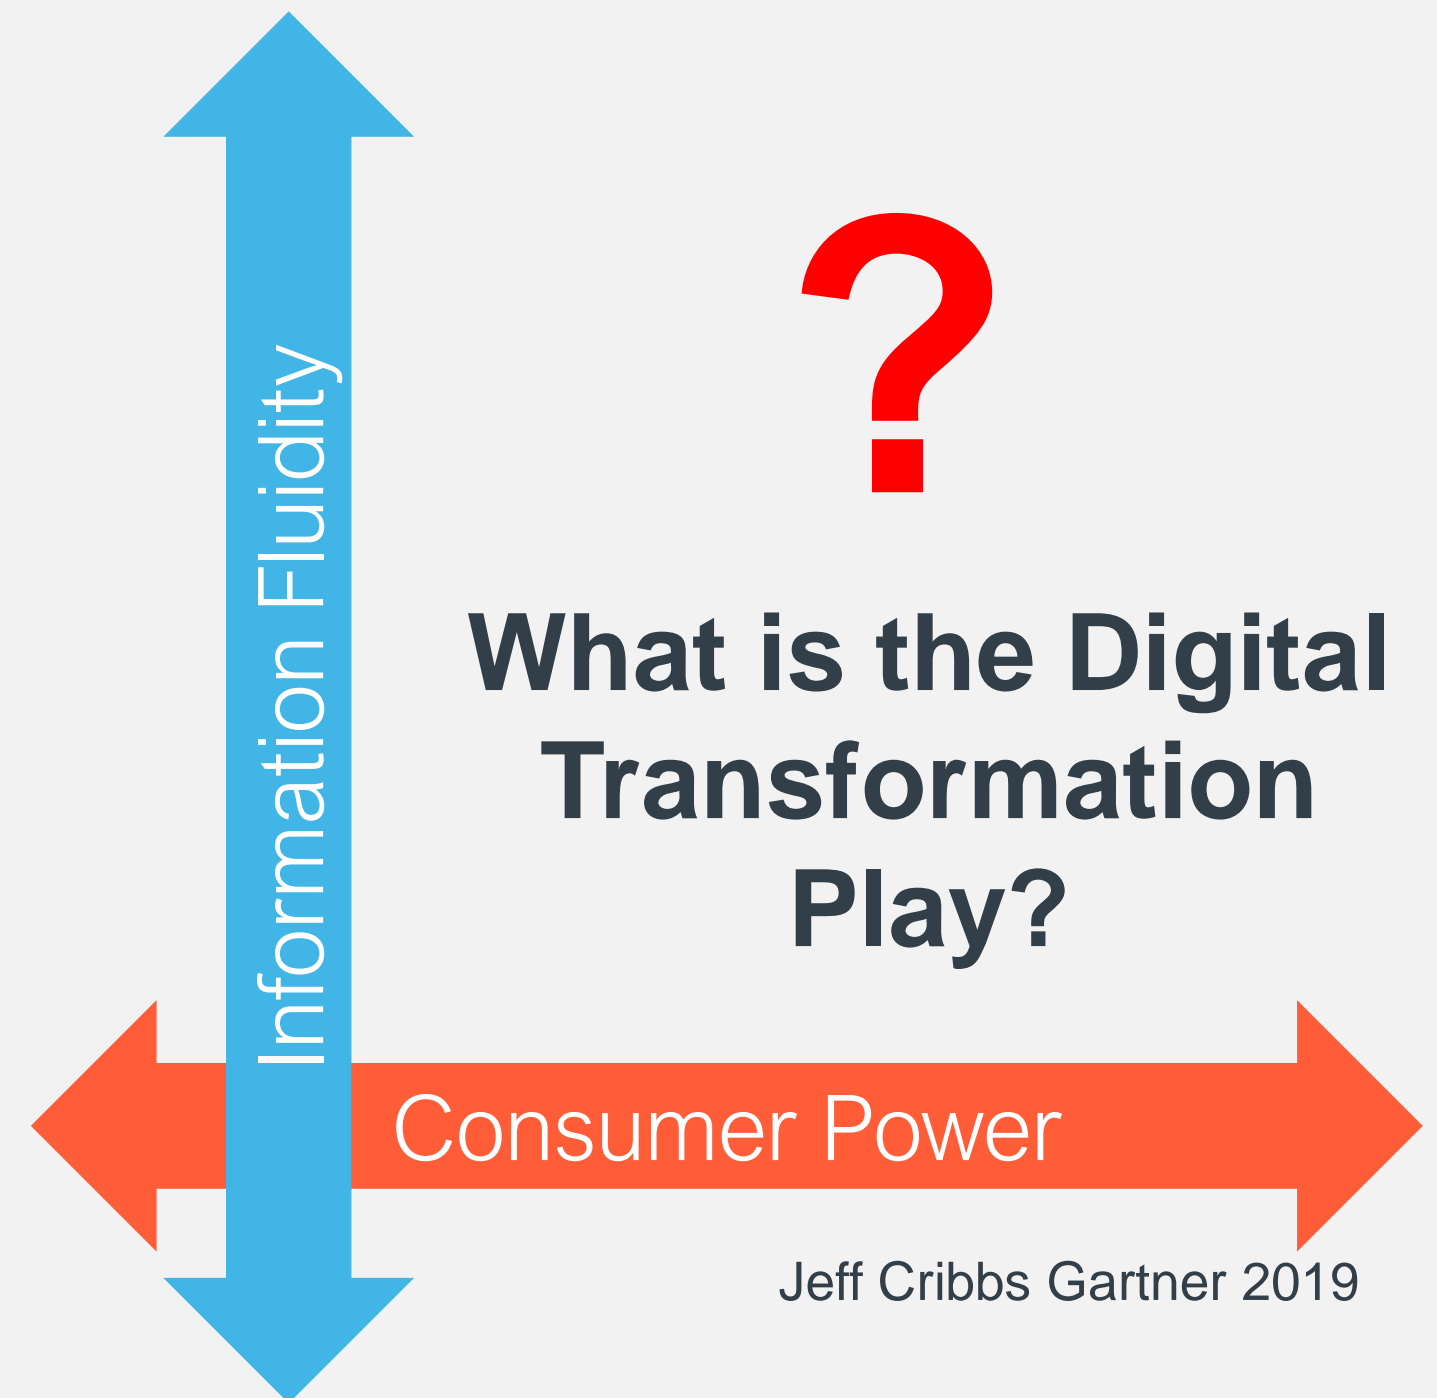 ?
Information Fluidity
What is the Digital
Transformation
Play?
Consumer Power
Jeff Cribbs Gartner 2019